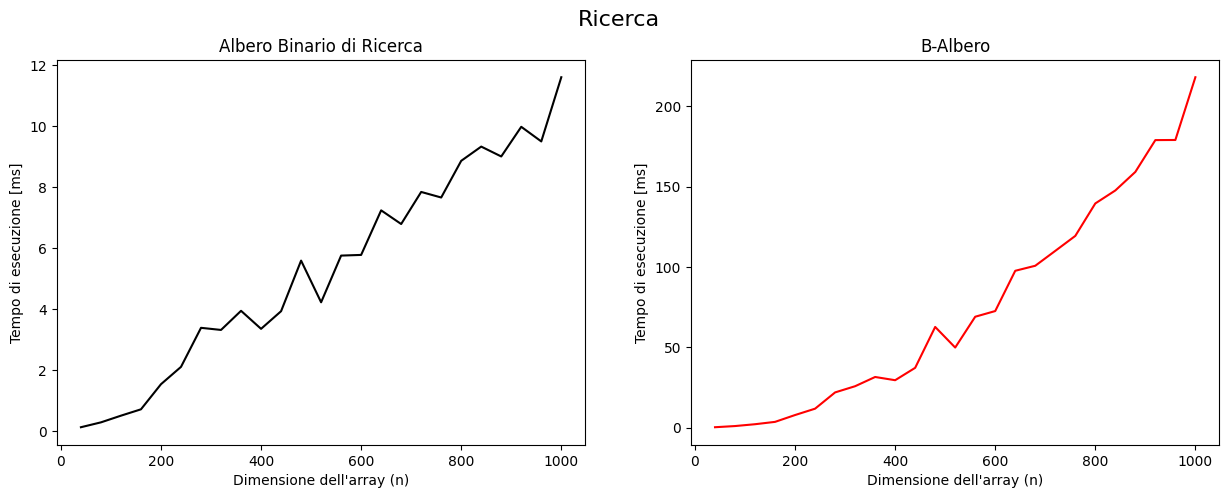 Ricerca
Albero Binario di Ricerca
12
10
8
6
4
2
0
Tempo di esecuzione [ms]
0 200 400 600 800 1000
Dimensione dell'array (n)
B-Albero
200
150
100
50
0
Tempo di esecuzione [ms]
0 200 400 600 800 1000
Dimensione dell'array (n)